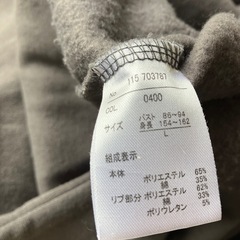 115 703781
COL 0400
サイズ バスト 86~94
身長 154~162
L
組成表示
本体 ポリエステル 65%
綿 35%
リブ部分 ポリエステル 62%
綿 33%
ポリウレタン 5%